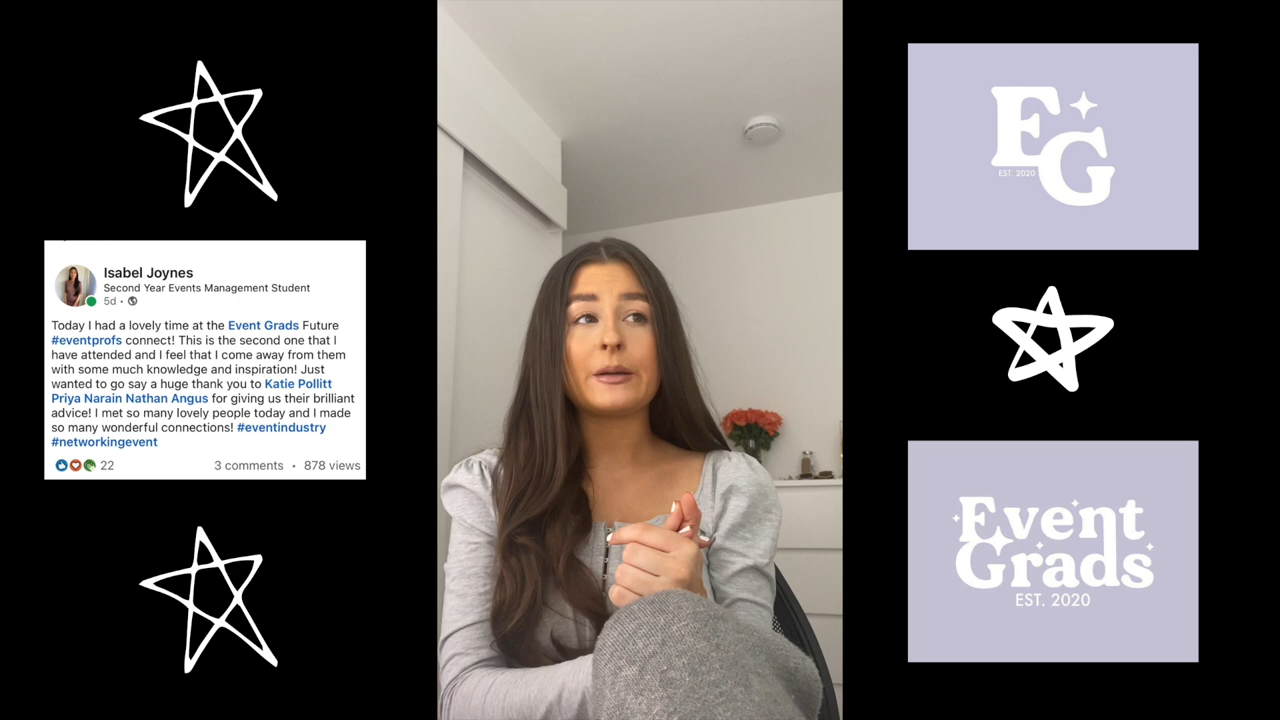 Isabel Joynes
Second Year Events Management Student
5d •
Today I had a lovely time at the Event Grads Future
#eventprofs connect! This is the second one that I
have attended and I feel that I come away from them
with some much knowledge and inspiration! Just
wanted to go say a huge thank you to Katie Pollitt
Priya Narain Nathan Angus for giving us their brilliant
advice! I met so many lovely people today and I made
so many wonderful connections! #eventindustry
#networkingevent
22
3 comments • 878 views
EG
EST. 2020
Event
Grads
EST. 2020